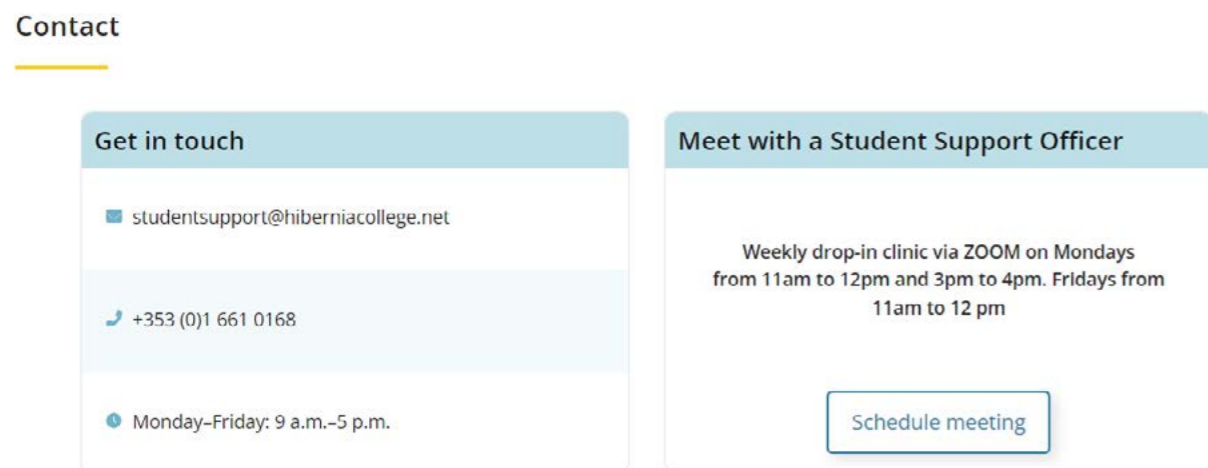 Contact
Get in touch
studentsupport@hiberniacollege.net
+353 (0)1 661 0168
Monday–Friday: 9 a.m.–5 p.m.
Meet with a Student Support Officer
Weekly drop-in clinic via ZOOM on Mondays
from 11am to 12pm and 3pm to 4pm. Fridays from
11am to 12 pm
Schedule meeting